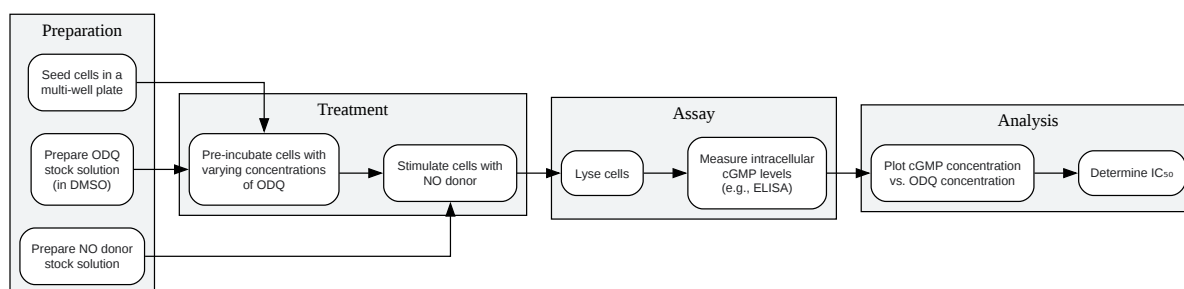 Preparation
Seed cells in a
multi-well plate
Prepare ODQ
stock solution
(in DMSO)
Prepare NO donor
stock solution
Treatment
Pre-incubate cells with
varying concentrations
of ODQ
Stimulate cells with
NO donor
Assay
Lyse cells
Measure intracellular
cGMP levels
(e.g., ELISA)
Analysis
Plot cGMP concentration
vs. ODQ concentration
Determine IC₅₀